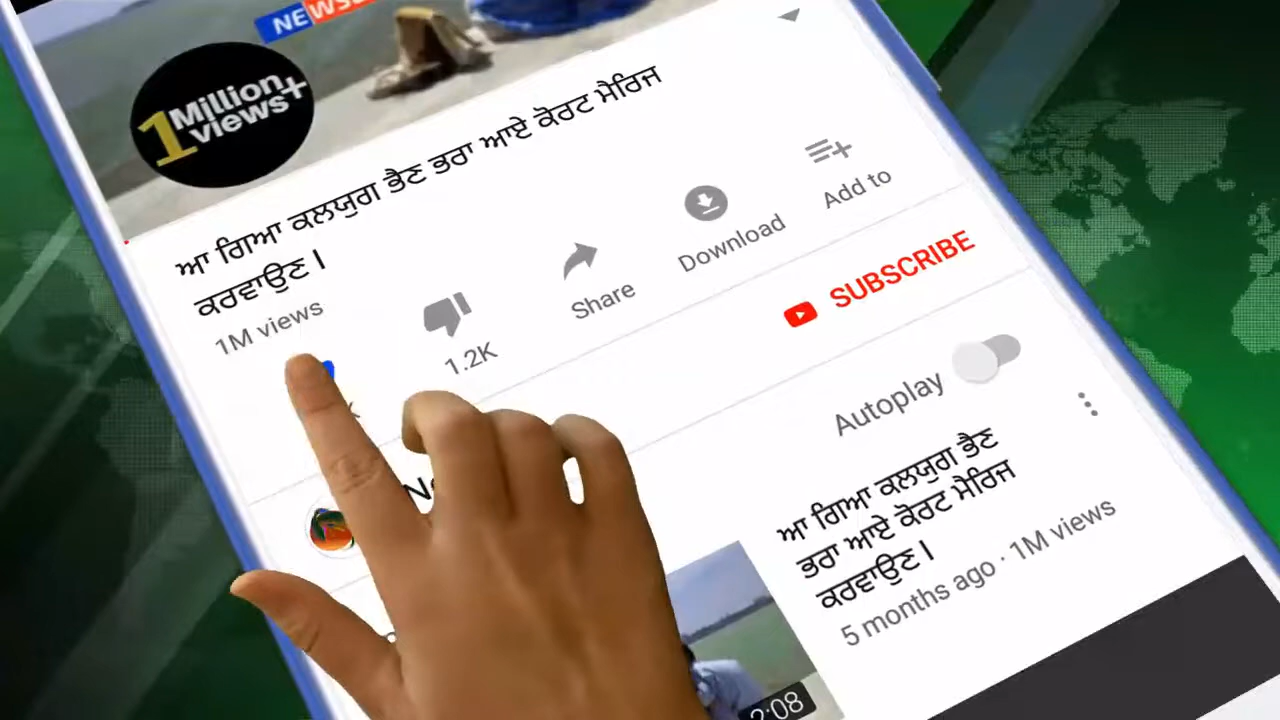 1 Million
views+
ਆ ਗਿਆ ਕਲਯੁਗ ਭੈਣ ਭਰਾ ਆਏ ਕੋਰਟ ਮੈਰਿਜ
ਕਰਵਾਉਣ ।
1M views
1.2K
Share
Download
Add to
SUBSCRIBE
Autoplay
ਆ ਗਿਆ ਕਲਯੁਗ ਭੈਣ
ਭਰਾ ਆਏ ਕੋਰਟ ਮੈਰਿਜ
ਕਰਵਾਉਣ ।
5 months ago · 1M views
2:08